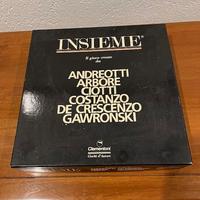 INSIEME
Il gioco creato
da
ANDREOTTI
ARBORE
CIOTTI
COSTANZO
DE CRESCENZO
GAWRONSKI
Clementoni